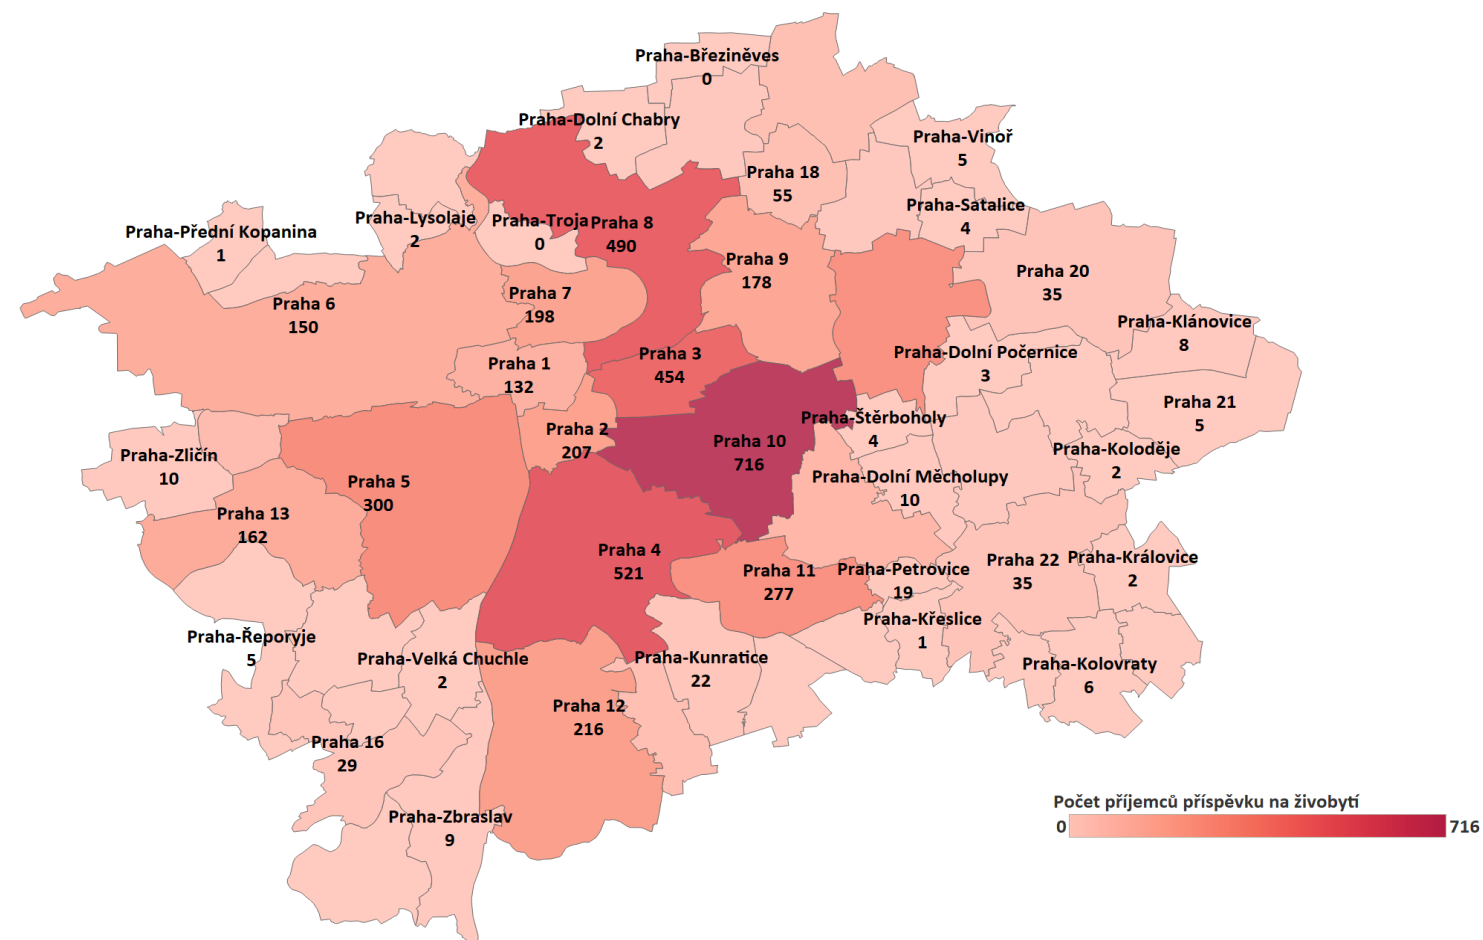 Praha-Březiněves
0
Praha-Dolní Chabry
2
Praha-Vinoř
5
Praha 18
55
Praha-Satalice
4
Praha-Lysolaje
2
Praha-Troja
0
Praha 8
490
Praha-Přední Kopanina
1
Praha 9
178
Praha 20
35
Praha 7
198
Praha 6
150
Praha-Klánovice
8
Praha 3
454
Praha-Dolní Počernice
3
Praha 1
132
Praha 21
5
Praha-Štěrboholy
4
Praha 2
207
Praha 10
716
Praha-Koloděje
2
Praha-Zličín
10
Praha-Dolní Měcholupy
10
Praha 5
300
Praha 13
162
Praha 4
521
Praha 22
35
Praha-Královice
2
Praha 11
277
Praha-Petrovice
19
Praha-Křeslice
1
Praha-Řeporyje
5
Praha-Velká Chuchle
2
Praha-Kunratice
22
Praha-Kolovraty
6
Praha 12
216
Praha 16
29
Praha-Zbraslav
9
Počet příjemců příspěvku na živobytí
0 716